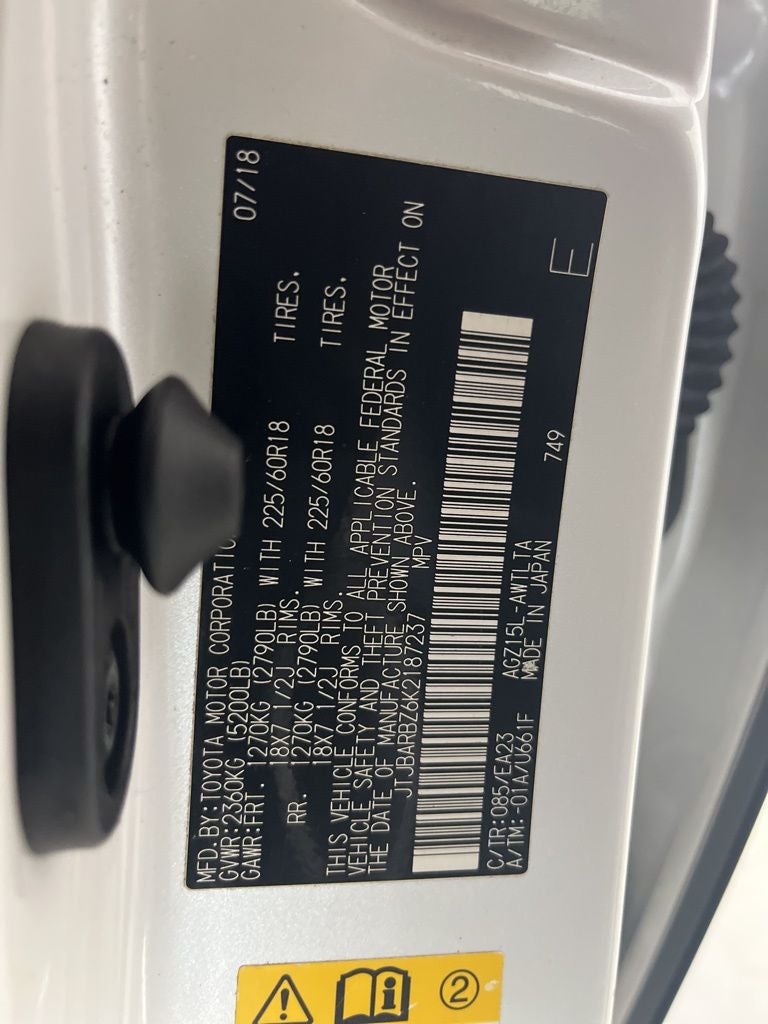 MFD.BY:TOYOTA MOTOR CORPORATIO 07/18
GVWR:2360KG (5200LB)
GAWR:FRT. 1270KG (2790LB) WITH 225/60R18 TIRES.
18X7 1/2J RIMS.
RR. 1270KG (2790LB) WITH 225/60R18 TIRES.
18X7 1/2J RIMS.
THIS VEHICLE CONFORMS TO ALL APPLICABLE FEDERAL MOTOR
VEHICLE SAFETY AND THEFT PREVENTION STANDARDS IN EFFECT ON
THE DATE OF MANUFACTURE SHOWN ABOVE.
JTJBARBZ6K2187237 MPV
C/TR:085/EA23 AGZ15L-AWTLTA
A/TM:-01A/U661F MADE IN JAPAN 749 E
2